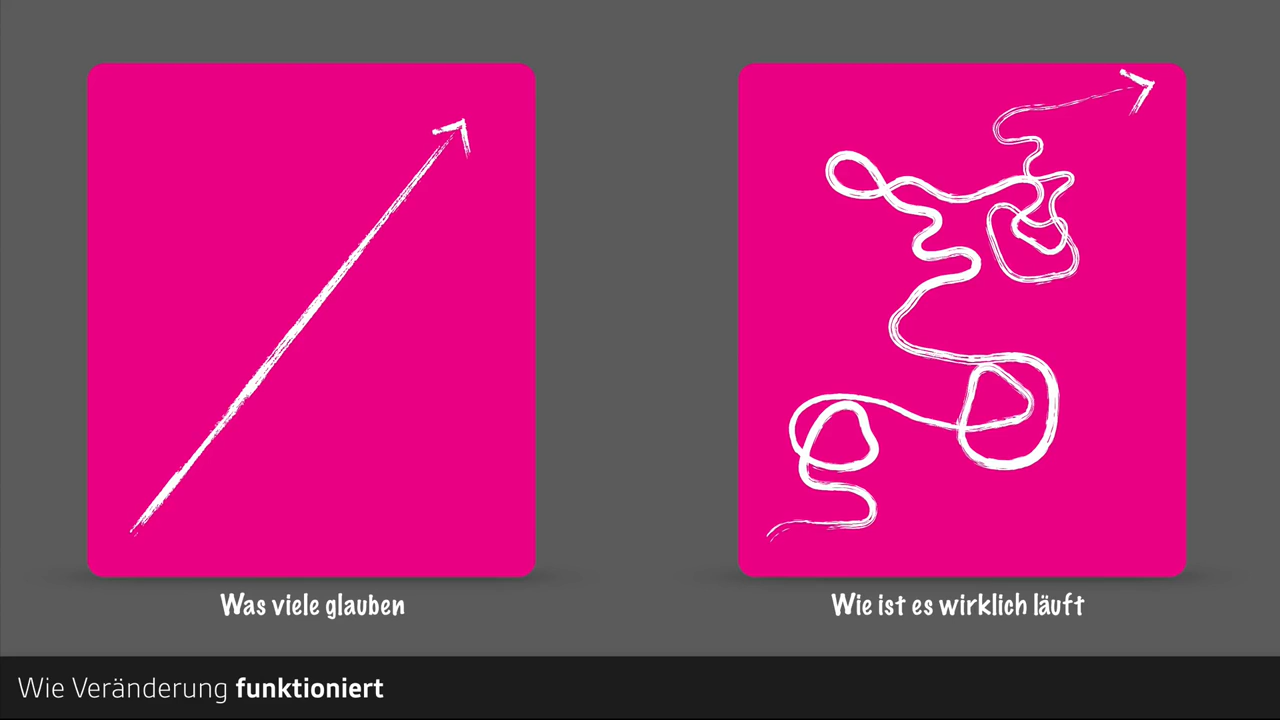 Was viele glauben
Wie ist es wirklich läuft
Wie Veränderung funktioniert